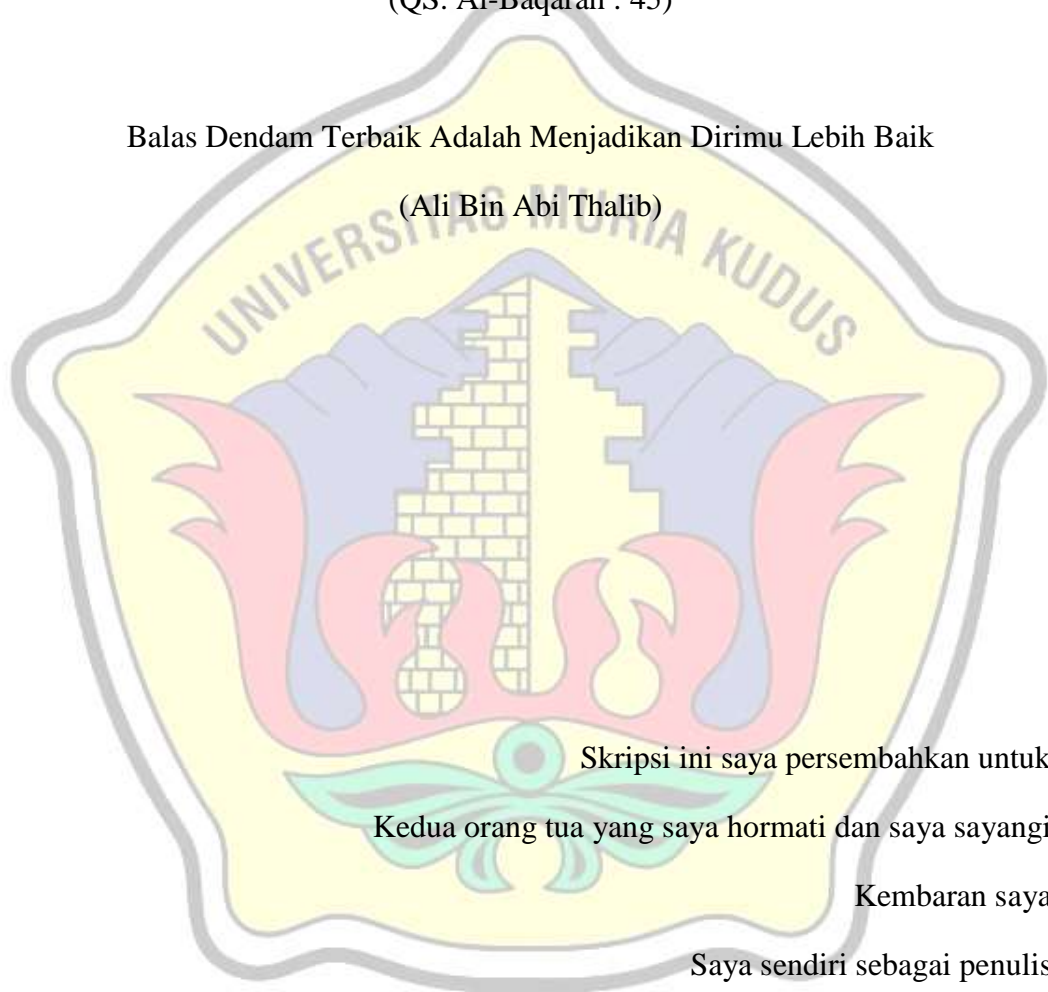 (QS. Al-Baqarah : 45)
Balas Dendam Terbaik Adalah Menjadikan Dirimu Lebih Baik
(Ali Bin Abi Thalib)
UNIVERSITAS MURIA KUDUS
Skripsi ini saya persembahkan untuk
Kedua orang tua yang saya hormati dan saya sayangi
Kembaran saya
Saya sendiri sebagai penulis